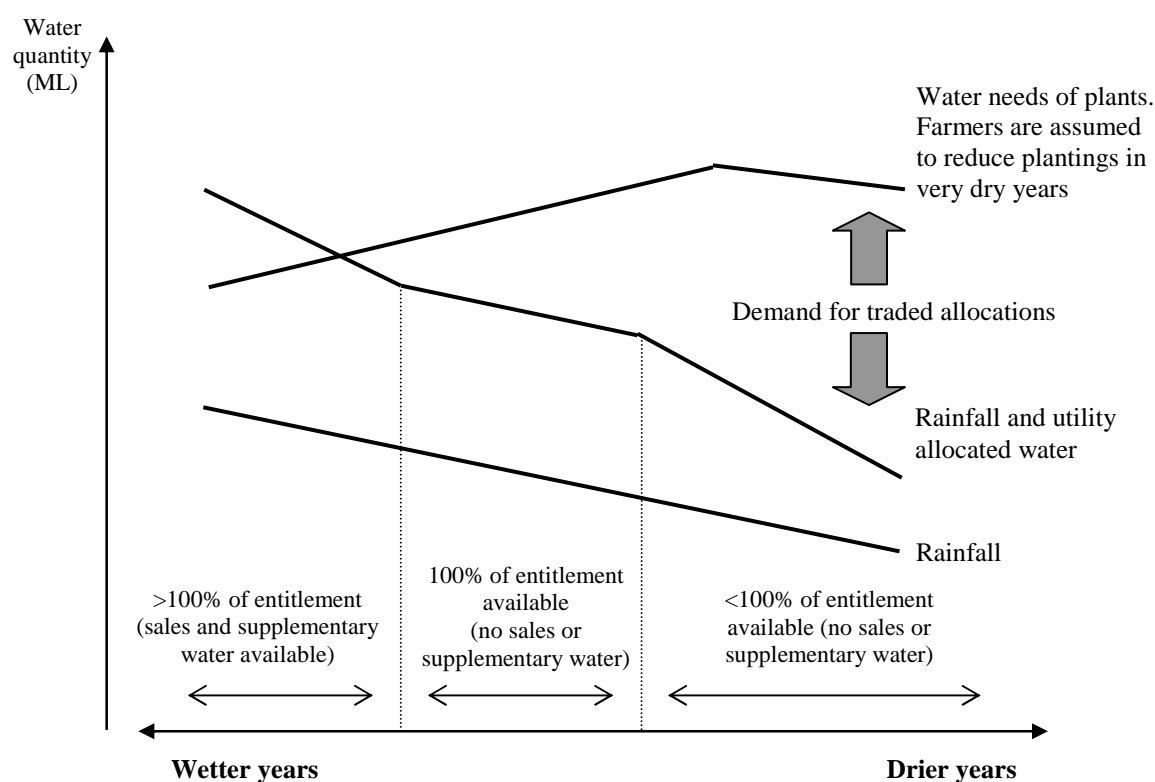 Water
quantity
(ML)
Water needs of plants.
Farmers are assumed
to reduce plantings in
very dry years
Demand for traded allocations
Rainfall and utility
allocated water
Rainfall
>100% of entitlement
(sales and supplementary
water available)
100% of entitlement
available
(no sales or
supplementary water)
<100% of entitlement
available (no sales or
supplementary water)
Wetter years
Drier years